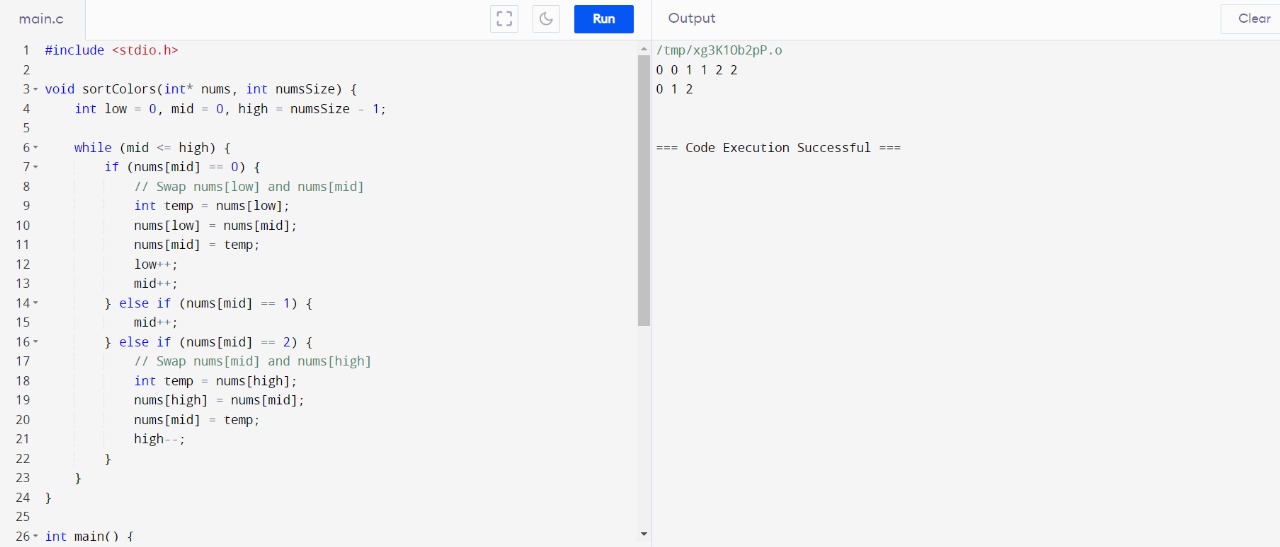 main.c
Run
Output
Clear
1 #include <stdio.h>
2
3 void sortColors(int* nums, int numsSize) {
4     int low = 0, mid = 0, high = numsSize - 1;
5
6     while (mid <= high) {
7         if (nums[mid] == 0) {
8             // Swap nums[low] and nums[mid]
9             int temp = nums[low];
10             nums[low] = nums[mid];
11             nums[mid] = temp;
12             low++;
13             mid++;
14         } else if (nums[mid] == 1) {
15             mid++;
16         } else if (nums[mid] == 2) {
17             // Swap nums[mid] and nums[high]
18             int temp = nums[high];
19             nums[high] = nums[mid];
20             nums[mid] = temp;
21             high--;
22         }
23     }
24 }
25
26 int main() {
/tmp/xg3K1Ob2pP.o
0 0 1 1 2 2
0 1 2
=== Code Execution Successful ===